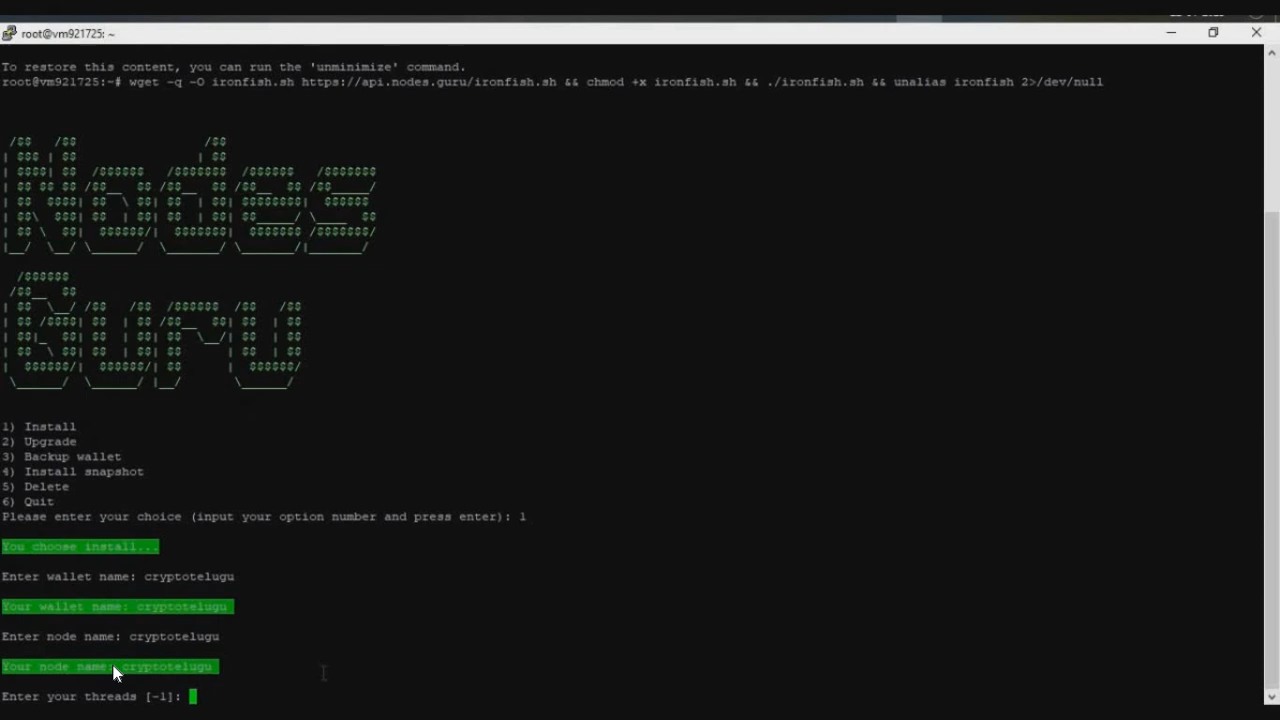 root@vm921725: ~
To restore this content, you can run the 'unminimize' command.
root@vm921725:~# wget -q -O ironfish.sh https://api.nodes.guru/ironfish.sh && chmod +x ironfish.sh && ./ironfish.sh && unalias ironfish 2>/dev/null
Nodes
Guru
1) Install
2) Upgrade
3) Backup wallet
4) Install snapshot
5) Delete
6) Quit
Please enter your choice (input your option number and press enter): 1
You choose install...
Enter wallet name: cryptotelugu
Your wallet name: cryptotelugu
Enter node name: cryptotelugu
Your node name: cryptotelugu
Enter your threads [-1]: